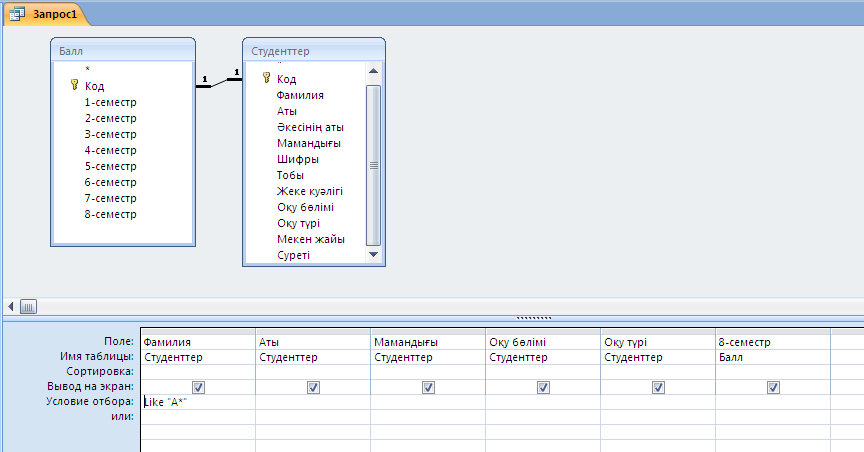 Запрос1
Балл
*
Код
1-семестр
2-семестр
3-семестр
4-семестр
5-семестр
6-семестр
7-семестр
8-семестр
1 1
Студенттер
*
Код
Фамилия
Аты
Әкесінің аты
Мамандығы
Шифры
Тобы
Жеке куәлігі
Оқу бөлімі
Оқу түрі
Мекен жайы
Суреті
Поле: Фамилия Аты Мамандығы Оқу бөлімі Оқу түрі 8-семестр
Имя таблицы: Студенттер Студенттер Студенттер Студенттер Студенттер Балл
Сортировка:
Вывод на экран:
Условие отбора: Like "А*"
или: